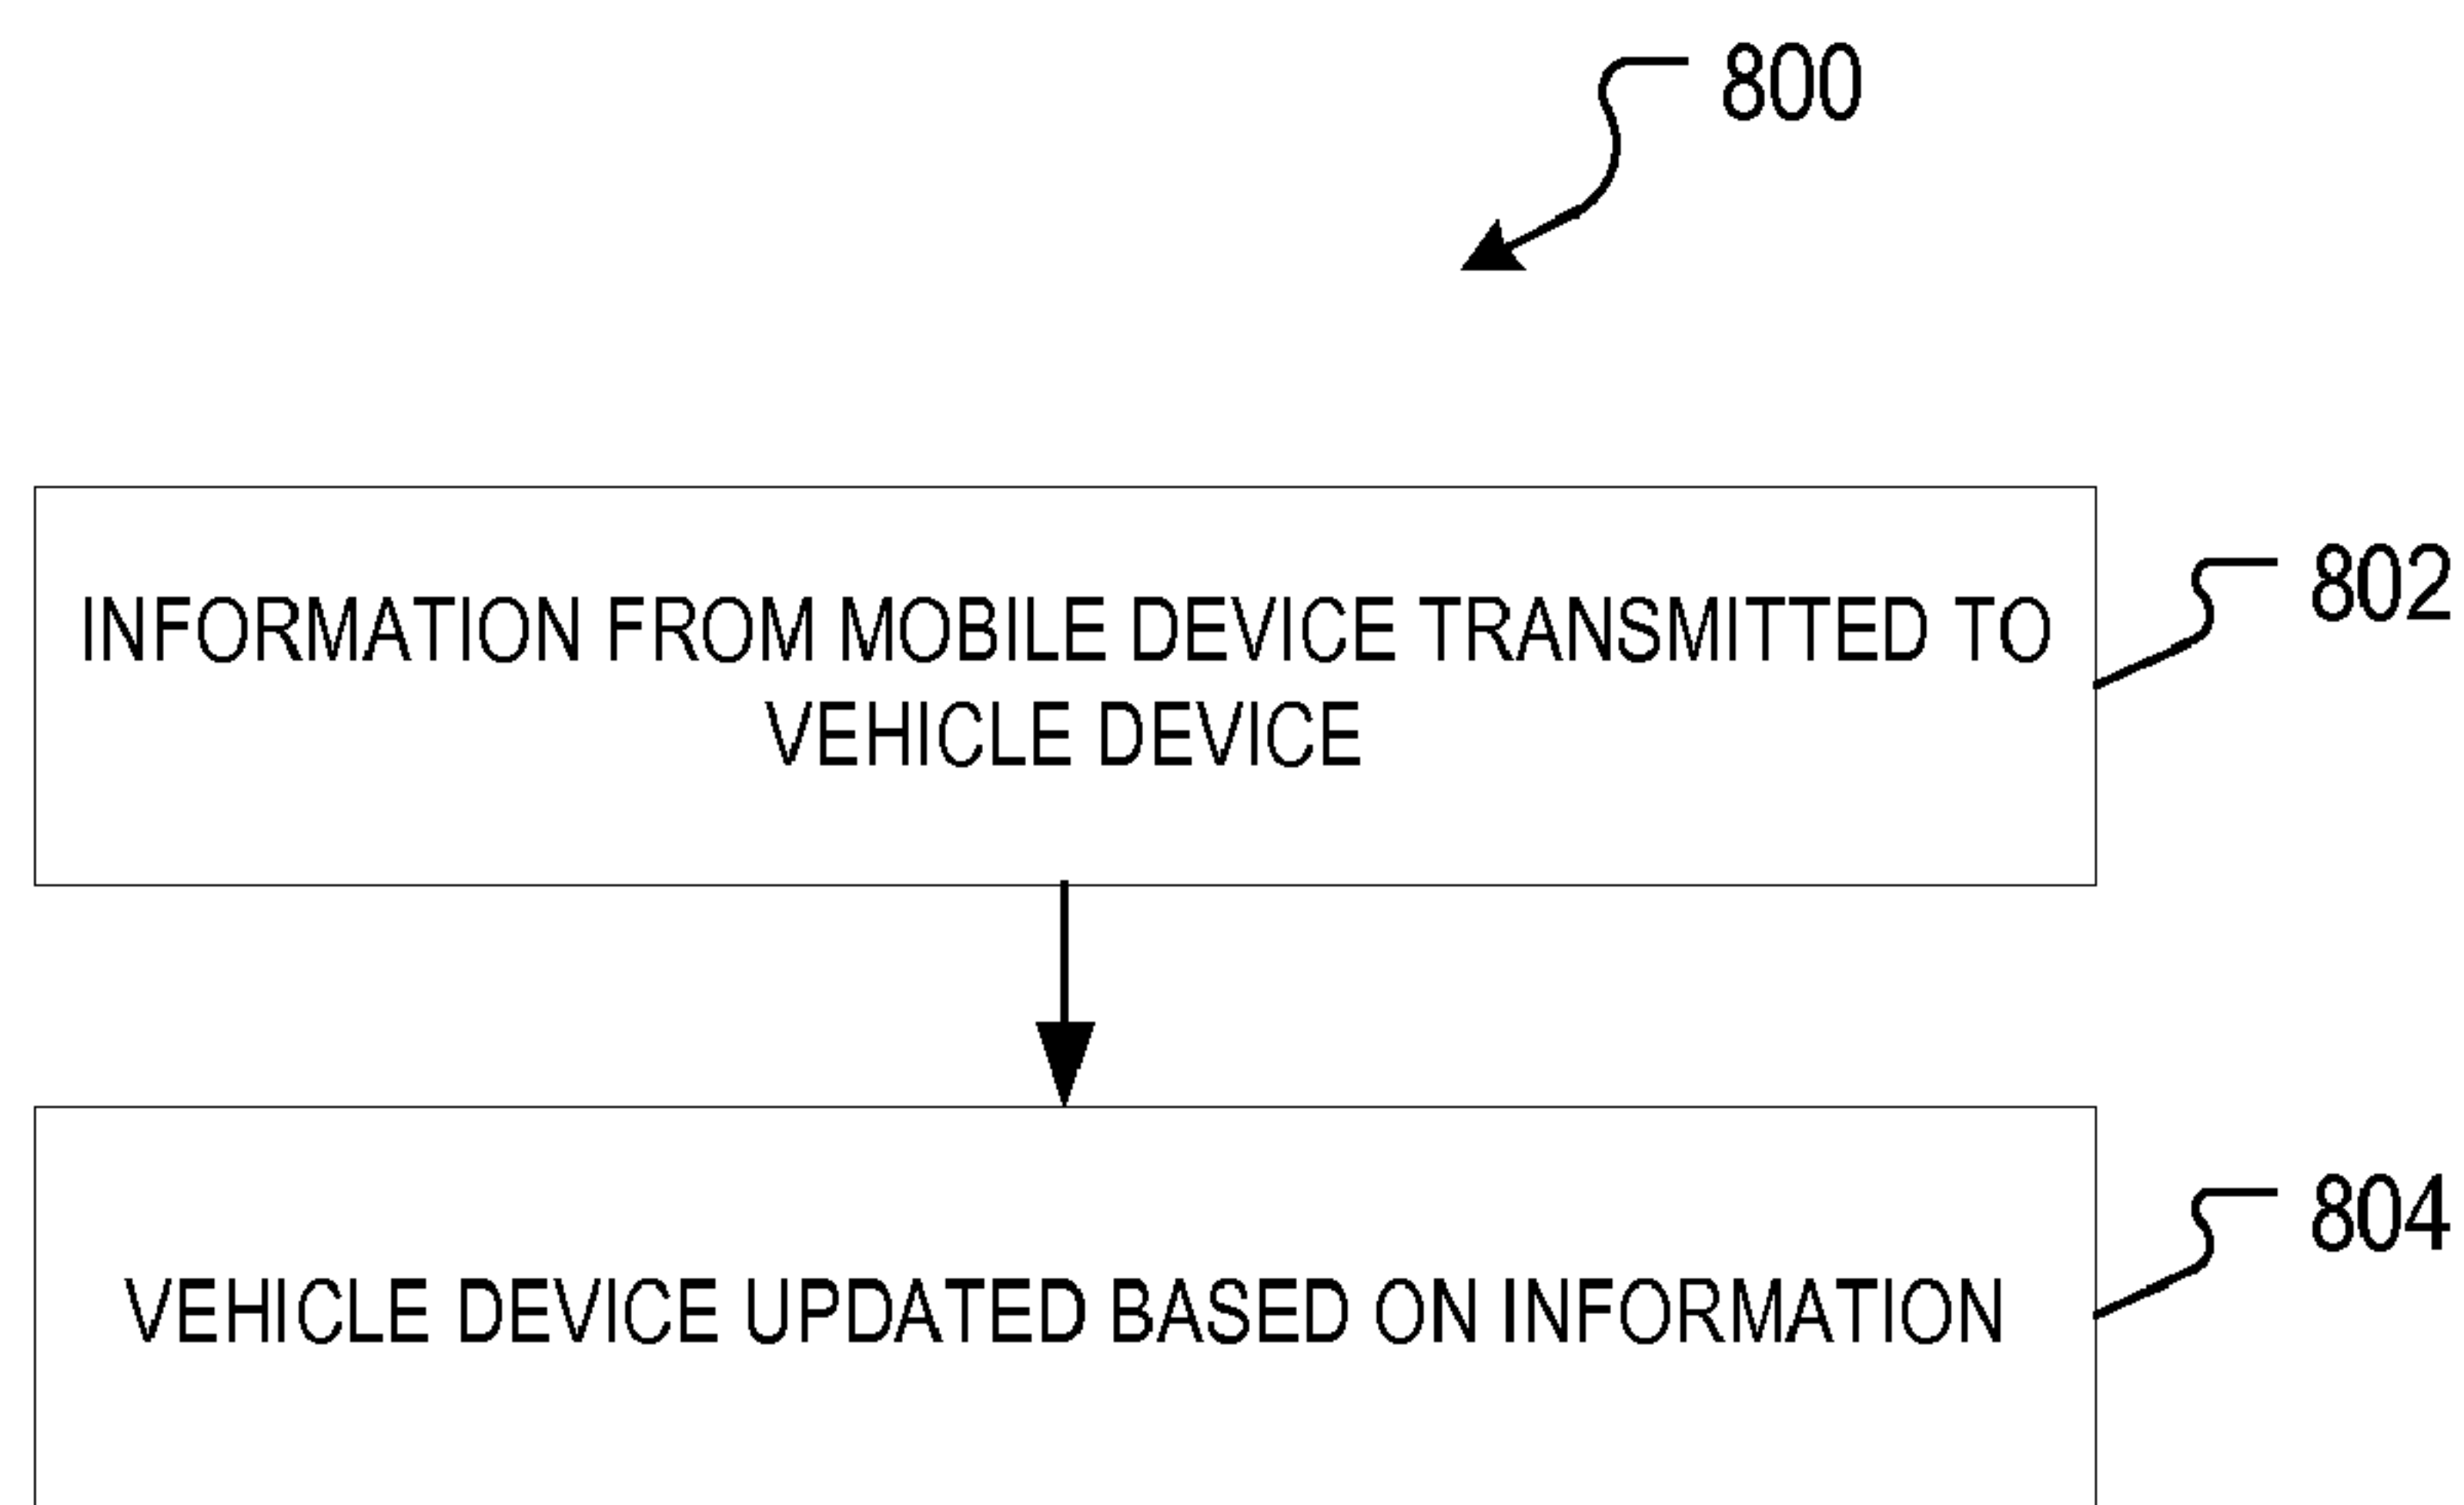 800
INFORMATION FROM MOBILE DEVICE TRANSMITTED TO
VEHICLE DEVICE
802
VEHICLE DEVICE UPDATED BASED ON INFORMATION
804